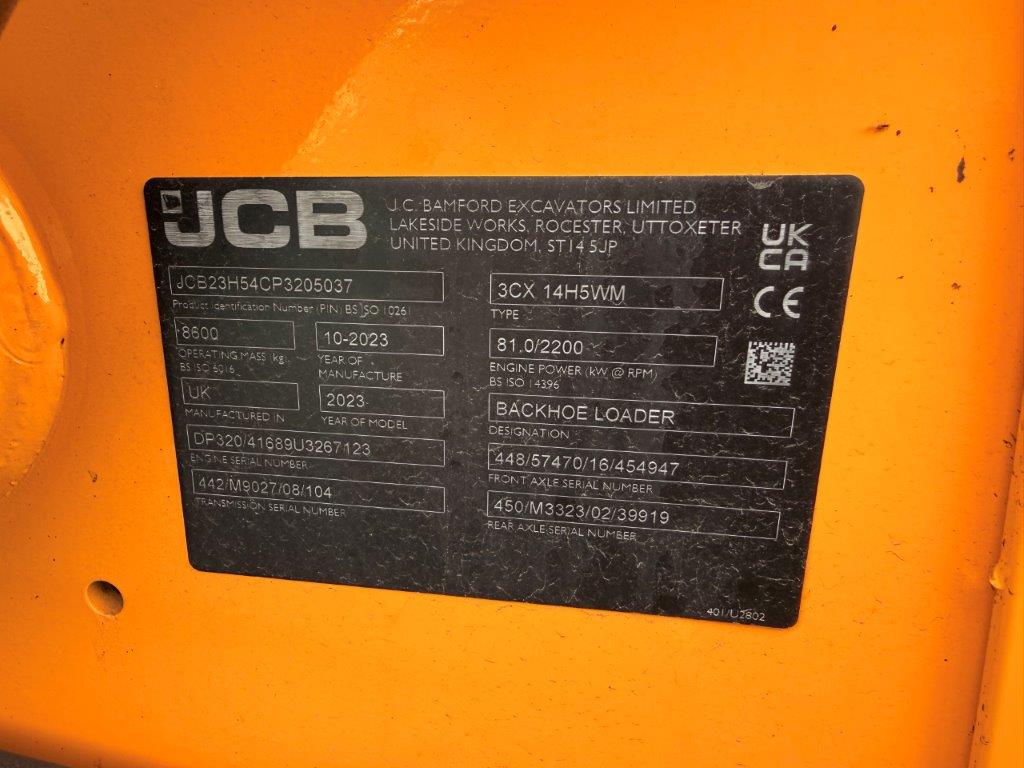 JCB
J.C. BAMFORD EXCAVATORS LIMITED
LAKESIDE WORKS, ROCESTER, UTTOXETER
UNITED KINGDOM, ST14 5JP
UK
CA
CE
JCB23H54CP3205037
Product Identification Number (PIN) BS ISO 10261
8600
OPERATING MASS (kg)
BS ISO 6016
10-2023
YEAR OF
MANUFACTURE
UK
MANUFACTURED IN
2023
YEAR OF MODEL
DP320/41689U3267123
ENGINE SERIAL NUMBER
442/M9027/08/104
TRANSMISSION SERIAL NUMBER
3CX 14H5WM
TYPE
81.0/2200
ENGINE POWER (kW @ RPM)
BS ISO 14396
BACKHOE LOADER
DESIGNATION
448/57470/16/454947
FRONT AXLE SERIAL NUMBER
450/M3323/02/39919
REAR AXLE SERIAL NUMBER
401/U2802